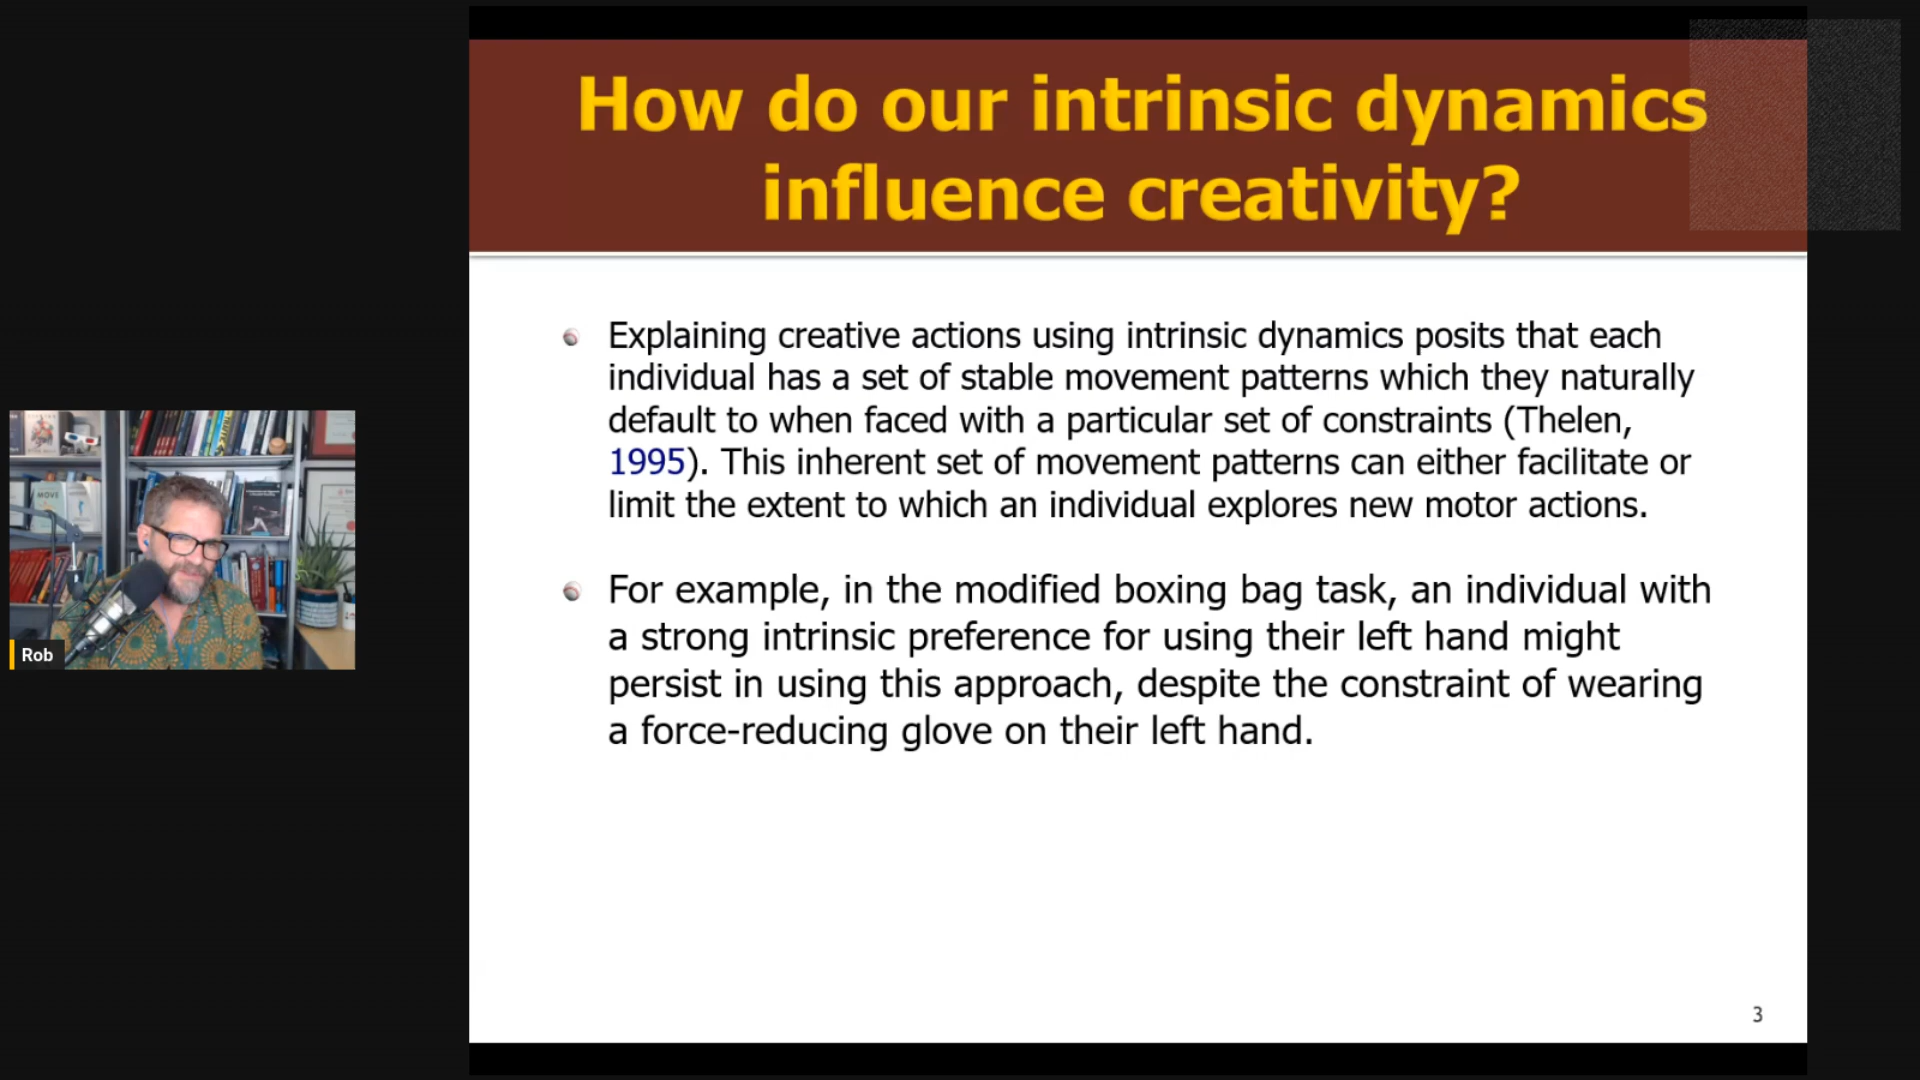 How do our intrinsic dynamics
influence creativity?
Explaining creative actions using intrinsic dynamics posits that each
individual has a set of stable movement patterns which they naturally
default to when faced with a particular set of constraints (Thelen,
1995). This inherent set of movement patterns can either facilitate or
limit the extent to which an individual explores new motor actions.
For example, in the modified boxing bag task, an individual with
a strong intrinsic preference for using their left hand might
persist in using this approach, despite the constraint of wearing
a force-reducing glove on their left hand.
3
MOVE
Rob